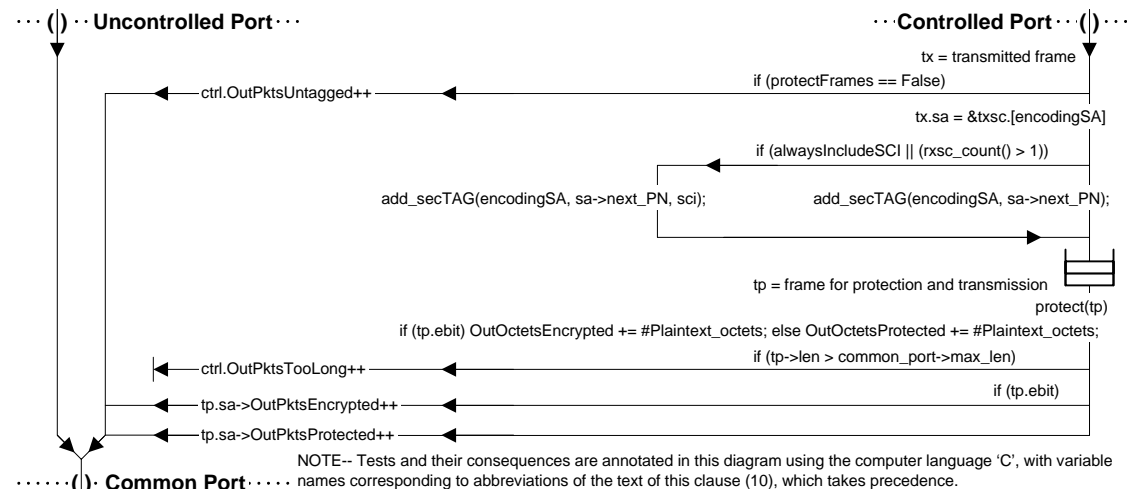 Uncontrolled Port
Controlled Port
tx = transmitted frame
if (protectFrames == False)
ctrl.OutPktsUntagged++
tx.sa = &txsc.[encodingSA]
if (alwaysIncludeSCI || (rxsc_count() > 1))
add_secTAG(encodingSA, sa->next_PN, sci);
add_secTAG(encodingSA, sa->next_PN);
tp = frame for protection and transmission
protect(tp)
if (tp.ebit) OutOctetsEncrypted += #Plaintext_octets; else OutOctetsProtected += #Plaintext_octets;
if (tp->len > common_port->max_len)
ctrl.OutPktsTooLong++
if (tp.ebit)
tp.sa->OutPktsEncrypted++
tp.sa->OutPktsProtected++
NOTE-- Tests and their consequences are annotated in this diagram using the computer language ‘C’, with variable
names corresponding to abbreviations of the text of this clause (10), which takes precedence.
Common Port